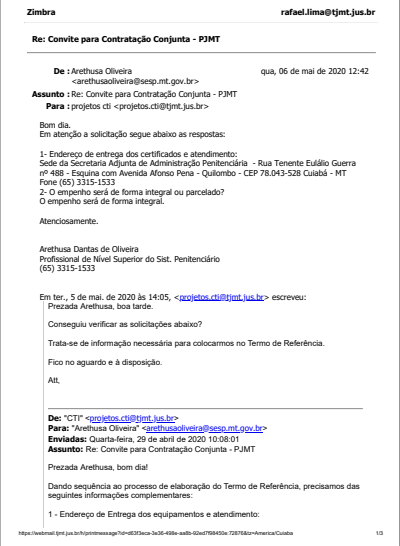 Zimbra rafael.lima@tjmt.jus.br
Re: Convite para Contratação Conjunta - PJMT
De : Arethusa Oliveira qua, 06 de mai de 2020 12:42
<arethusaoliveira@sesp.mt.gov.br>
Assunto : Re: Convite para Contratação Conjunta - PJMT
Para : projetos cti <projetos.cti@tjmt.jus.br>
Bom dia.
Em atenção a solicitação segue abaixo as respostas:
1- Endereço de entrega dos certificados e atendimento:
Sede da Secretaria Adjunta de Administração Penitenciária - Rua Tenente Eulálio Guerra
nº 488 - Esquina com Avenida Afonso Pena - Quilombo - CEP 78.043-528 Cuiabá - MT
Fone (65) 3315-1533
2- O empenho será de forma integral ou parcelado?
O empenho será de forma integral.
Atenciosamente.
Arethusa Dantas de Oliveira
Profissional de Nível Superior do Sist. Penitenciário
(65) 3315-1533
Em ter., 5 de mai. de 2020 às 14:05, <projetos.cti@tjmt.jus.br> escreveu:
Prezada Arethusa, boa tarde.
Conseguiu verificar as solicitações abaixo?
Trata-se de informação necessária para colocarmos no Termo de Referência.
Fico no aguardo e à disposição.
Att,
De: "CTI" <projetos.cti@tjmt.jus.br>
Para: "Arethusa Oliveira" <arethusaoliveira@sesp.mt.gov.br>
Enviadas: Quarta-feira, 29 de abril de 2020 10:08:01
Assunto: Re: Convite para Contratação Conjunta - PJMT
Prezada Arethusa, bom dia!
Dando sequência ao processo de elaboração do Termo de Referência, precisamos das
seguintes informações complementares:
1 - Endereço de Entrega dos equipamentos e atendimento:
https://webmail.tjmt.jus.br/h/printmessage?id=d63f3eca-3e36-498e-aa8b-92ed7f98450e:72876&tz=America/Cuiaba 1/3